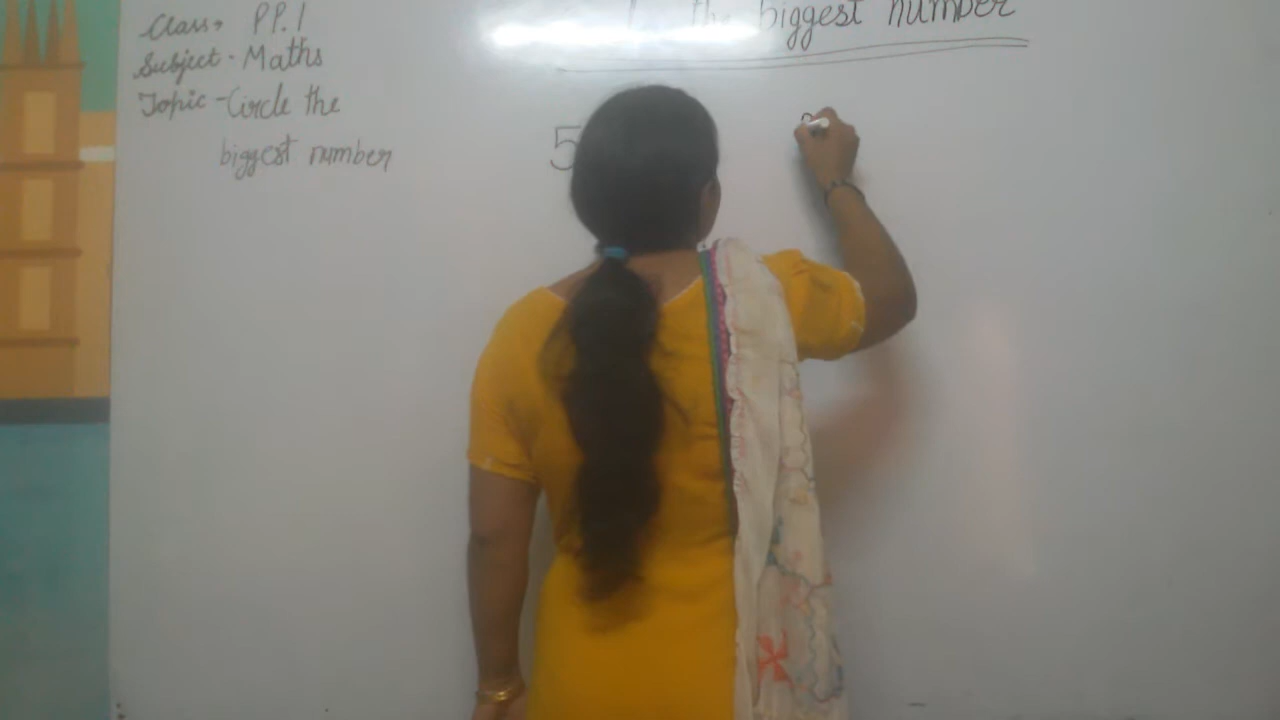 Class→ PP.1
Subject - Maths
Topic - Circle the
biggest number
the biggest number
5